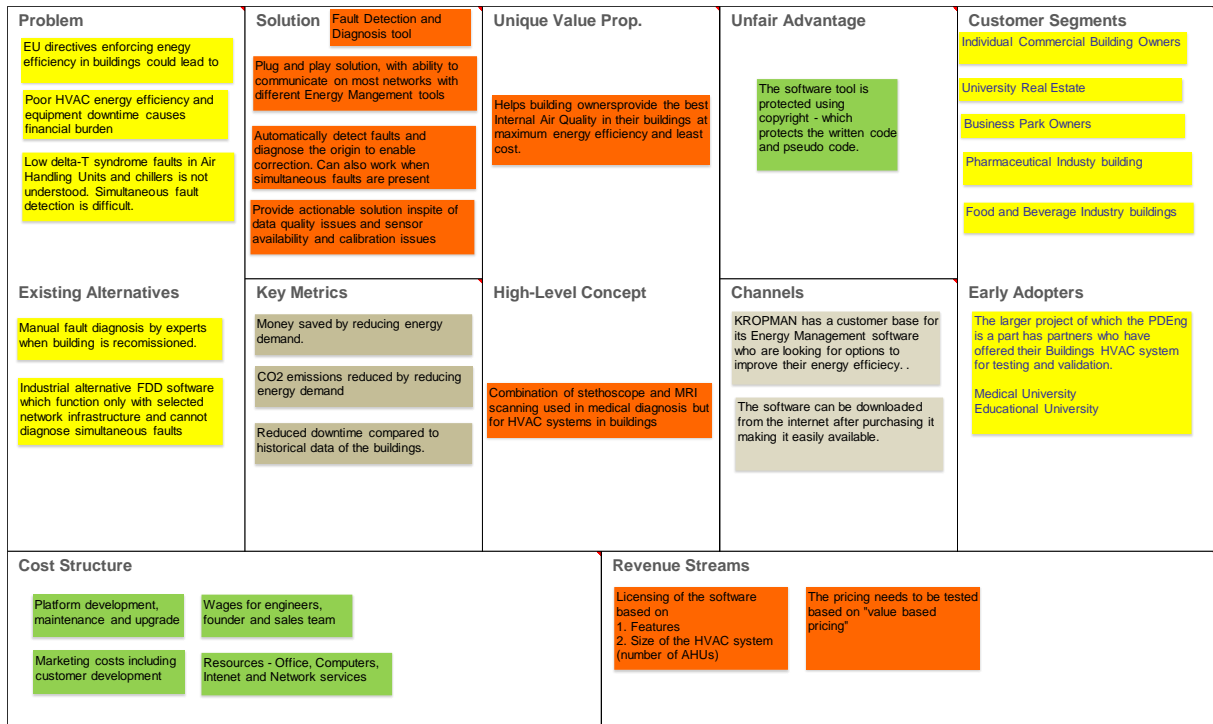 Problem
EU directives enforcing enegy
efficiency in buildings could lead to
Poor HVAC energy efficiency and
equipment downtime causes
financial burden
Low delta-T syndrome faults in Air
Handling Units and chillers is not
understood. Simultaneous fault
detection is difficult.
Solution
Fault Detection and
Diagnosis tool
Plug and play solution, with ability to
communicate on most networks with
different Energy Mangement tools
Automatically detect faults and
diagnose the origin to enable
correction. Can also work when
simultaneous faults are present
Provide actionable solution inspite of
data quality issues and sensor
availability and calibration issues
Unique Value Prop.
Helps building ownersprovide the best
Internal Air Quality in their buildings at
maximum energy efficiency and least
cost.
Unfair Advantage
The software tool is
protected using
copyright - which
protects the written code
and pseudo code.
Customer Segments
Individual Commercial Building Owners
University Real Estate
Business Park Owners
Pharmaceutical Industy building
Food and Beverage Industry buildings
Existing Alternatives
Manual fault diagnosis by experts
when building is recomissioned.
Industrial alternative FDD software
which function only with selected
network infrastructure and cannot
diagnose simultaneous faults
Key Metrics
Money saved by reducing energy
demand.
CO2 emissions reduced by reducing
energy demand
Reduced downtime compared to
historical data of the buildings.
High-Level Concept
Combination of stethoscope and MRI
scanning used in medical diagnosis but
for HVAC systems in buildings
Channels
KROPMAN has a customer base for
its Energy Management software
who are looking for options to
improve their energy efficiecy. .
The software can be downloaded
from the internet after purchasing it
making it easily available.
Early Adopters
The larger project of which the PDEng
is a part has partners who have
offered their Buildings HVAC system
for testing and validation.
Medical University
Educational University
Cost Structure
Platform development,
maintenance and upgrade
Wages for engineers,
founder and sales team
Marketing costs including
customer development
Resources - Office, Computers,
Intenet and Network services
Revenue Streams
Licensing of the software
based on
1. Features
2. Size of the HVAC system
(number of AHUs)
The pricing needs to be tested
based on "value based
pricing"